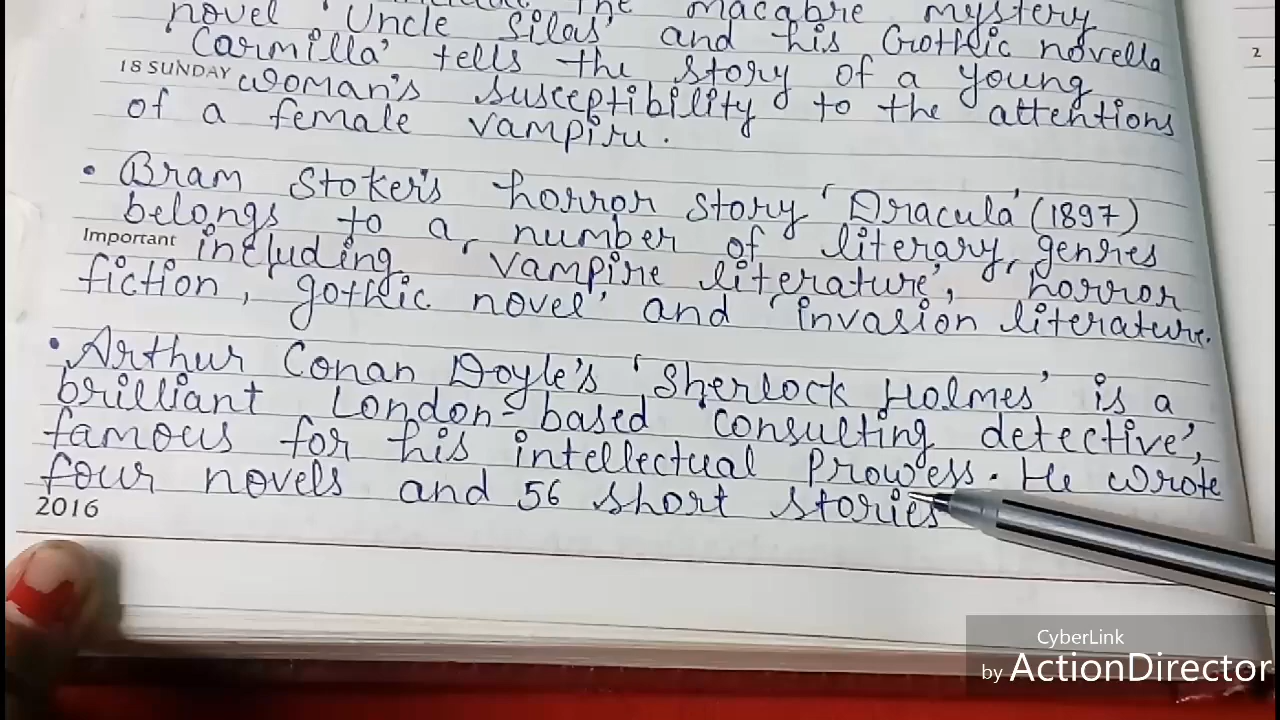 the macabre mystery
novel 'Uncle Silas' and his Gothic novella
'Carmilla' tells the story of a young
18 SUNDAY woman's susceptibility to the attentions
of a female vampire.
• Bram Stoker's horror story 'Dracula' (1897)
belongs to a number of literary genres
Important including 'vampire literature', 'horror
fiction, 'gothic novel' and 'invasion literature.
• Arthur Conan Doyle's 'Sherlock Holmes' is a
brilliant London-based 'consulting detective',
famous for his intellectual prowess. He wrote
four novels and 56 short stories
2016
2
CyberLink
by ActionDirector